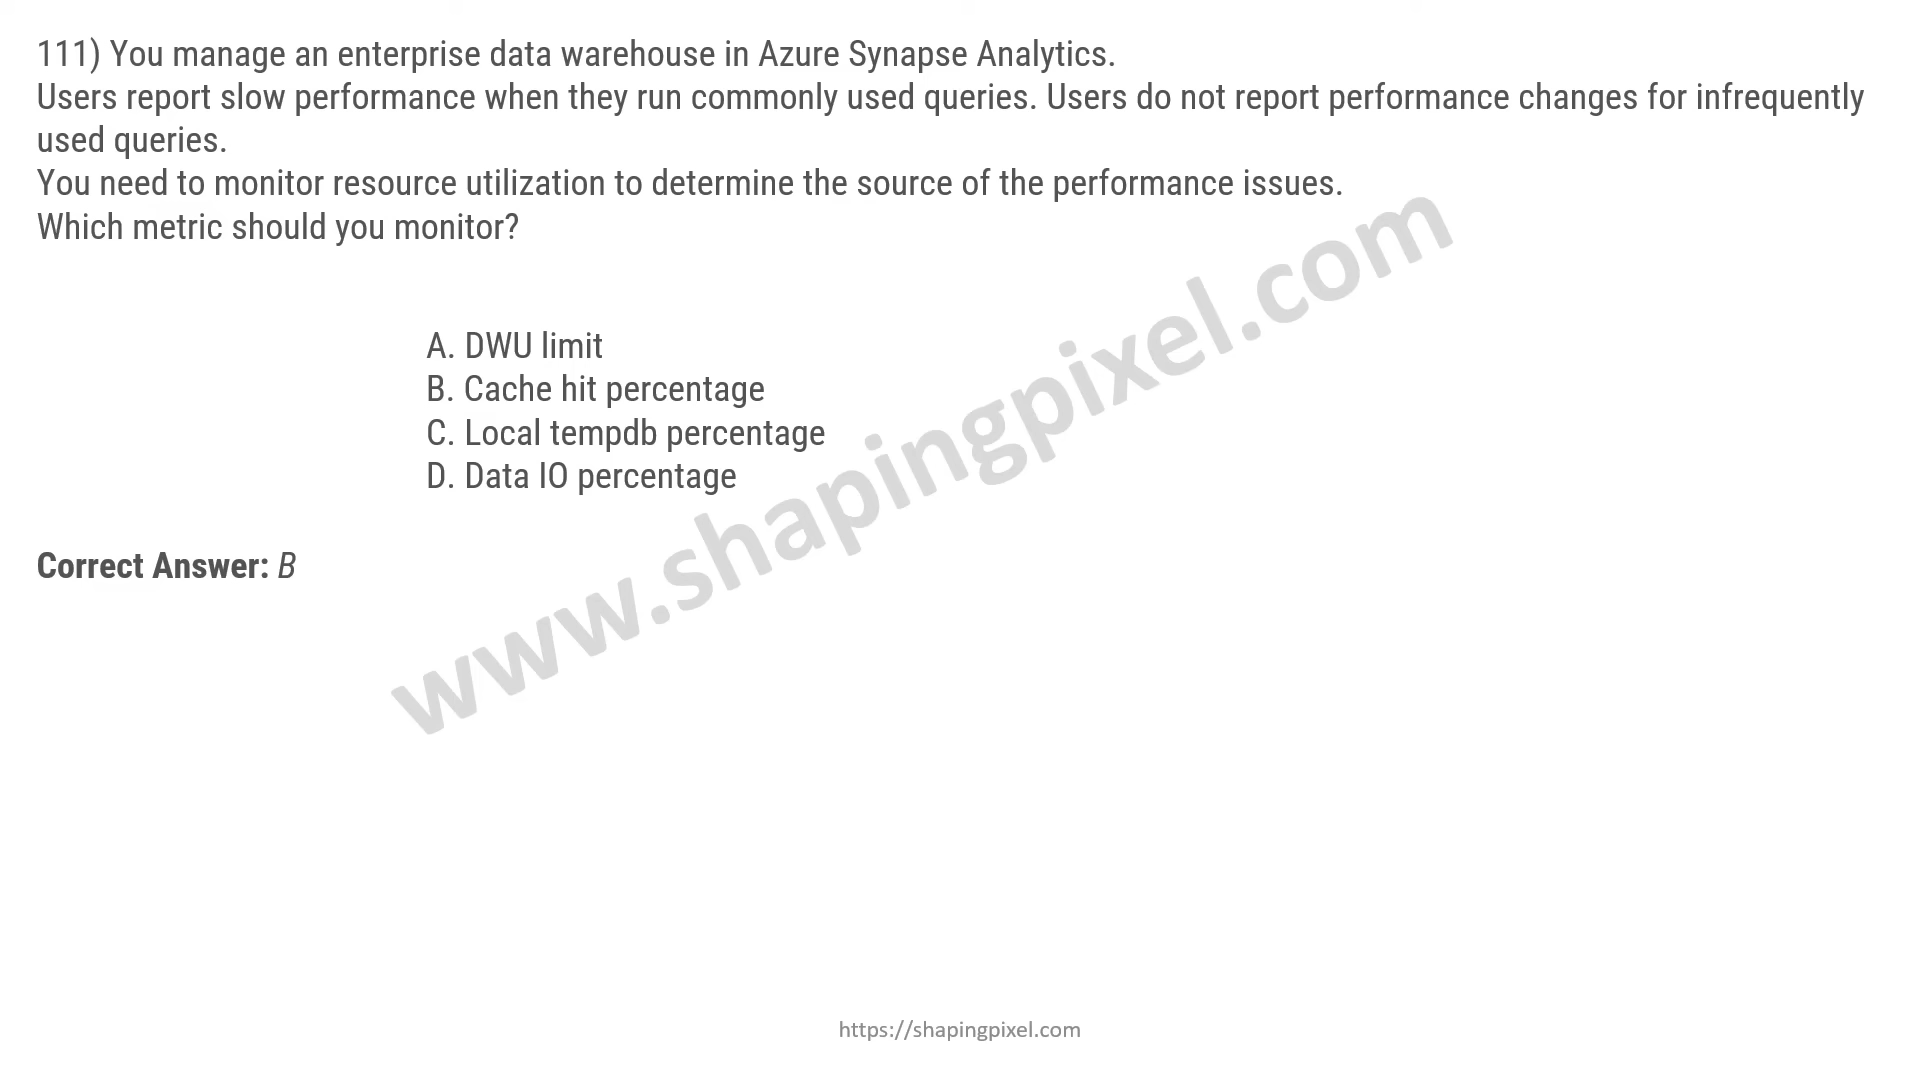 111) You manage an enterprise data warehouse in Azure Synapse Analytics.
Users report slow performance when they run commonly used queries. Users do not report performance changes for infrequently
used queries.
You need to monitor resource utilization to determine the source of the performance issues.
Which metric should you monitor?
A. DWU limit
B. Cache hit percentage
C. Local tempdb percentage
D. Data IO percentage
Correct Answer: B
www.shapingpixel.com
https://shapingpixel.com